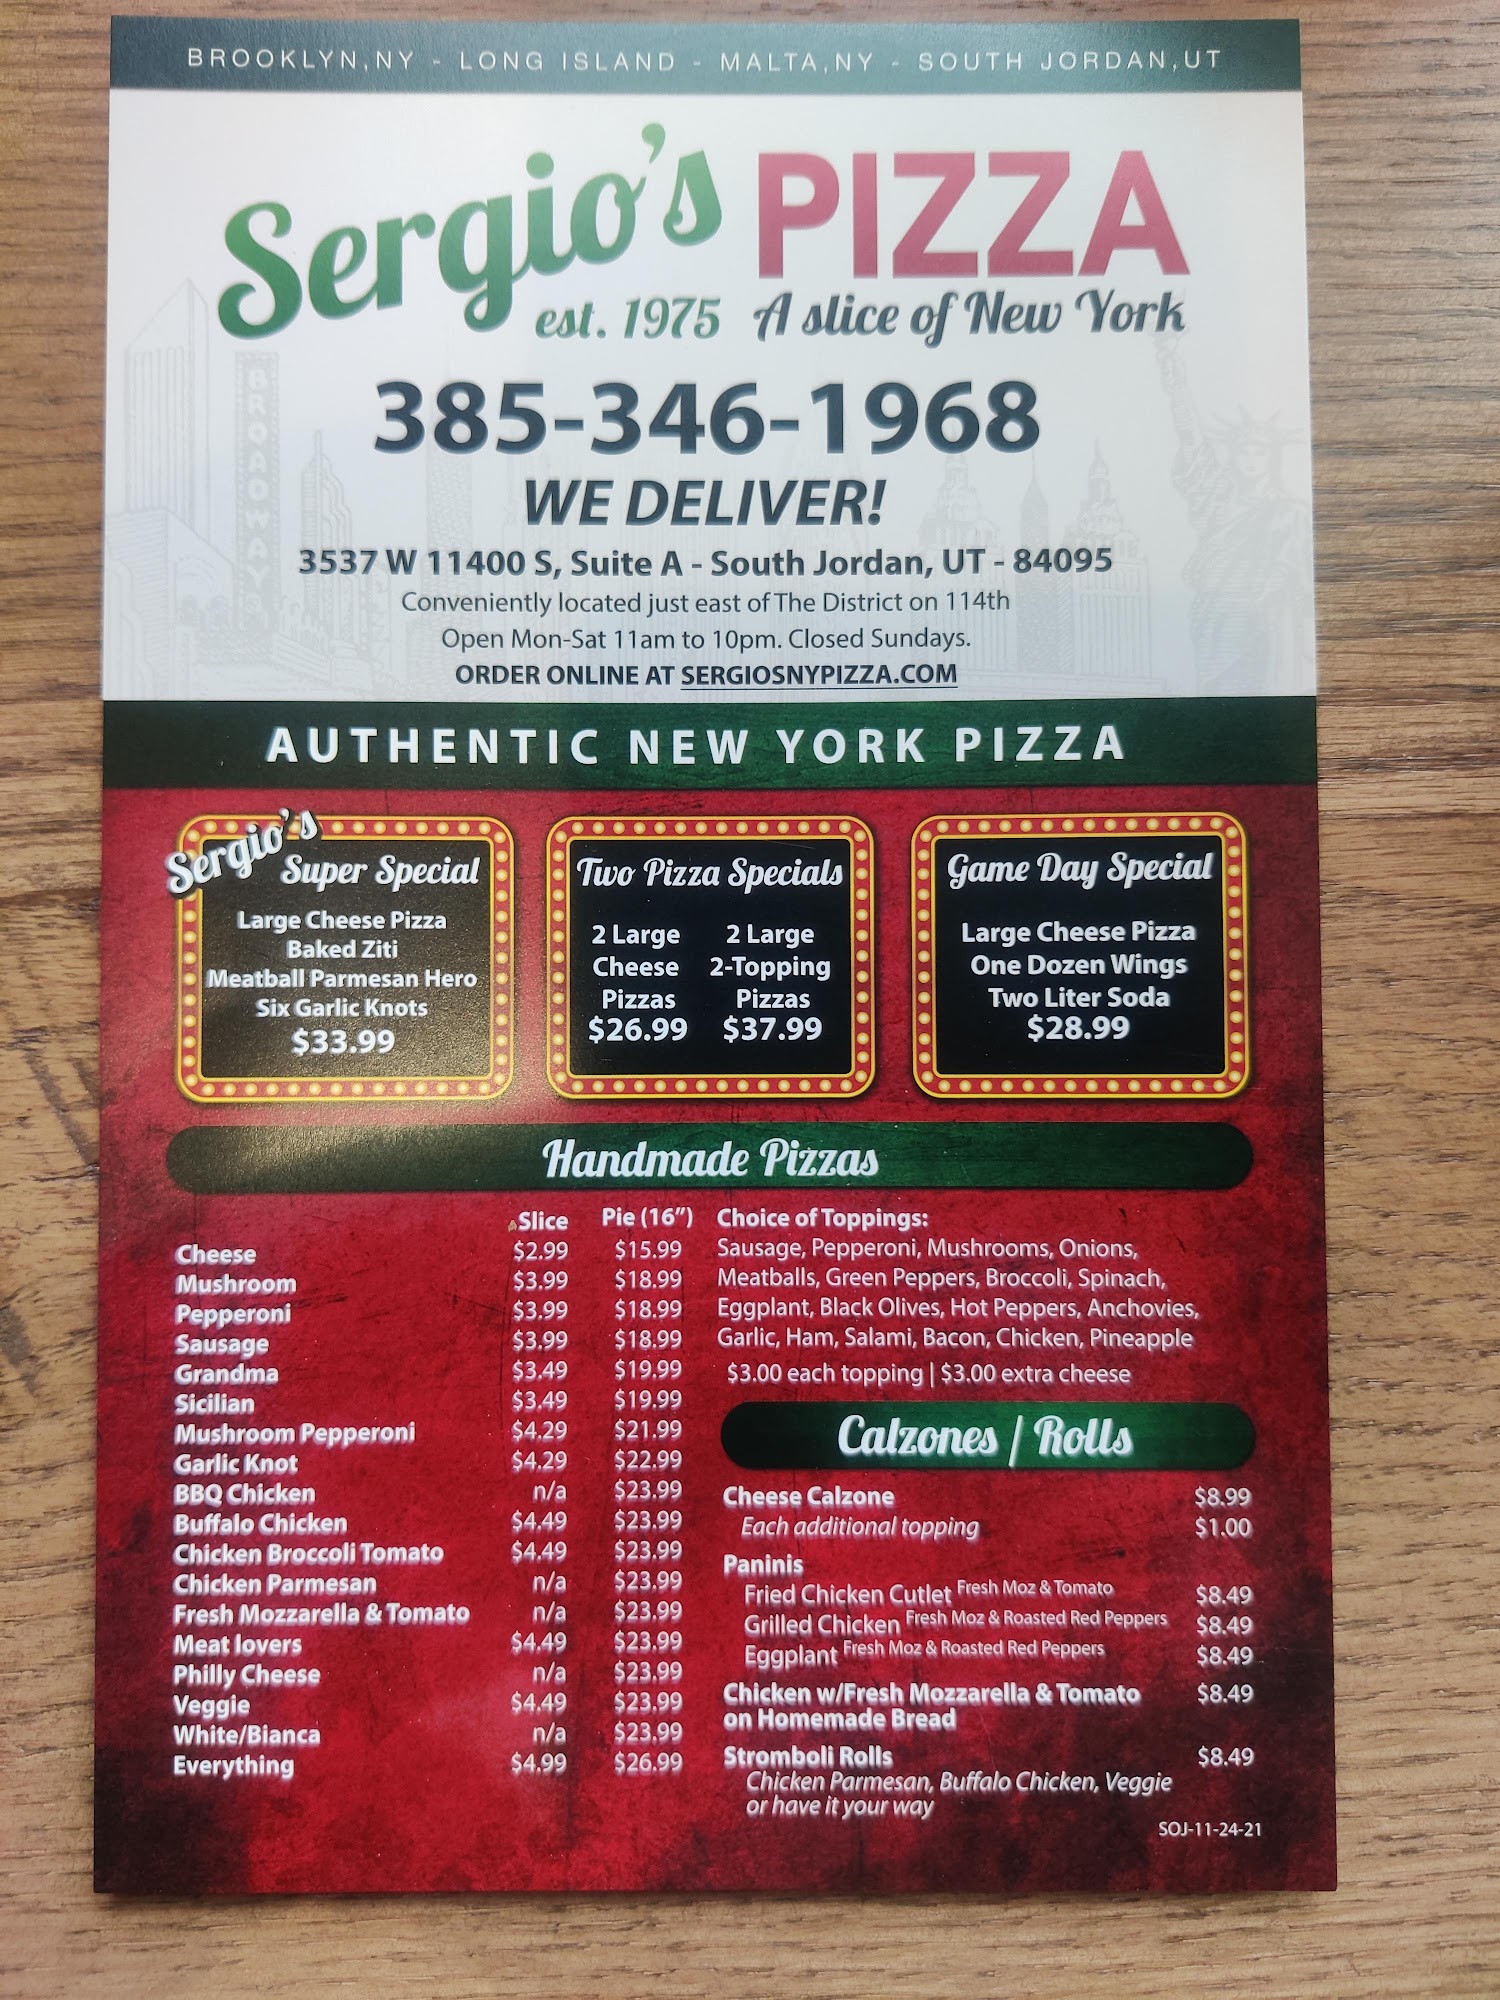 BROOKLYN,NY - LONG ISLAND - MALTA,NY - SOUTH JORDAN,UT
Sergio's PIZZA
est. 1975 A slice of New York
385-346-1968
WE DELIVER!
3537 W 11400 S, Suite A - South Jordan, UT - 84095
Conveniently located just east of The District on 114th
Open Mon-Sat 11am to 10pm. Closed Sundays.
ORDER ONLINE AT SERGIOSNYPIZZA.COM
BROADWAY
AUTHENTIC NEW YORK PIZZA
Sergio's
Super Special
Large Cheese Pizza
Baked Ziti
Meatball Parmesan Hero
Six Garlic Knots
$33.99
Two Pizza Specials
2 Large
Cheese
Pizzas
$26.99
2 Large
2-Topping
Pizzas
$37.99
Game Day Special
Large Cheese Pizza
One Dozen Wings
Two Liter Soda
$28.99
Handmade Pizzas
Slice Pie (16")
Cheese $2.99 $15.99
Mushroom $3.99 $18.99
Pepperoni $3.99 $18.99
Sausage $3.99 $18.99
Grandma $3.49 $19.99
Sicilian $3.49 $19.99
Mushroom Pepperoni $4.29 $21.99
Garlic Knot $4.29 $22.99
BBQ Chicken n/a $23.99
Buffalo Chicken $4.49 $23.99
Chicken Broccoli Tomato $4.49 $23.99
Chicken Parmesan n/a $23.99
Fresh Mozzarella & Tomato n/a $23.99
Meat lovers $4.49 $23.99
Philly Cheese n/a $23.99
Veggie $4.49 $23.99
White/Bianca n/a $23.99
Everything $4.99 $26.99
Choice of Toppings:
Sausage, Pepperoni, Mushrooms, Onions,
Meatballs, Green Peppers, Broccoli, Spinach,
Eggplant, Black Olives, Hot Peppers, Anchovies,
Garlic, Ham, Salami, Bacon, Chicken, Pineapple
$3.00 each topping | $3.00 extra cheese
Calzones / Rolls
Cheese Calzone $8.99
Each additional topping $1.00
Paninis
Fried Chicken Cutlet Fresh Moz & Tomato $8.49
Grilled Chicken Fresh Moz & Roasted Red Peppers $8.49
Eggplant Fresh Moz & Roasted Red Peppers $8.49
Chicken w/Fresh Mozzarella & Tomato $8.49
on Homemade Bread
Stromboli Rolls $8.49
Chicken Parmesan, Buffalo Chicken, Veggie
or have it your way
SOJ-11-24-21